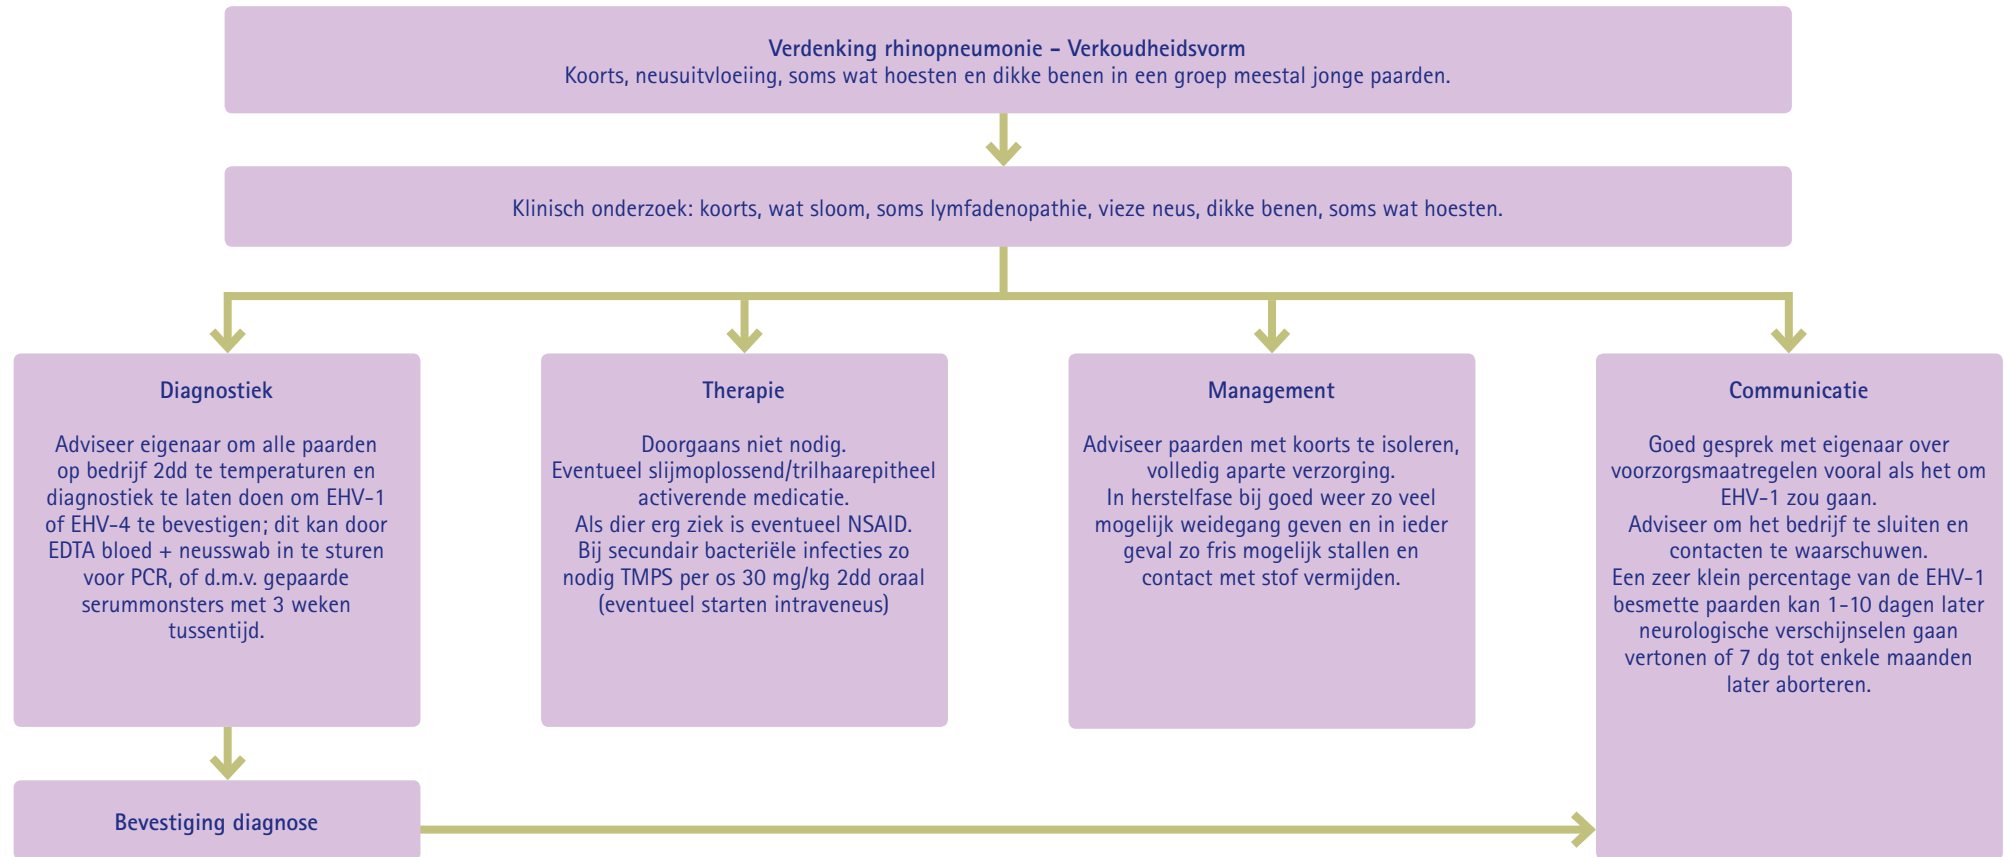 Verdenking rhinopneumonie - Verkoudheidsvorm
Koorts, neusuitvloeiing, soms wat hoesten en dikke benen in een groep meestal jonge paarden.
Klinisch onderzoek: koorts, wat sloom, soms lymfadenopathie, vieze neus, dikke benen, soms wat hoesten.
Diagnostiek
Adviseer eigenaar om alle paarden
op bedrijf 2dd te temperaturen en
diagnostiek te laten doen om EHV-1
of EHV-4 te bevestigen; dit kan door
EDTA bloed + neusswab in te sturen
voor PCR, of d.m.v. gepaarde
serummonsters met 3 weken
tussentijd.
Therapie
Doorgaans niet nodig.
Eventueel slijmoplossend/trilhaarepitheel
activerende medicatie.
Als dier erg ziek is eventueel NSAID.
Bij secundair bacteriële infecties zo
nodig TMPS per os 30 mg/kg 2dd oraal
(eventueel starten intraveneus)
Management
Adviseer paarden met koorts te isoleren,
volledig aparte verzorging.
In herstelfase bij goed weer zo veel
mogelijk weidegang geven en in ieder
geval zo fris mogelijk stallen en
contact met stof vermijden.
Communicatie
Goed gesprek met eigenaar over
voorzorgsmaatregelen vooral als het om
EHV-1 zou gaan.
Adviseer om het bedrijf te sluiten en
contacten te waarschuwen.
Een zeer klein percentage van de EHV-1
besmette paarden kan 1-10 dagen later
neurologische verschijnselen gaan
vertonen of 7 dg tot enkele maanden
later aborteren.
Bevestiging diagnose